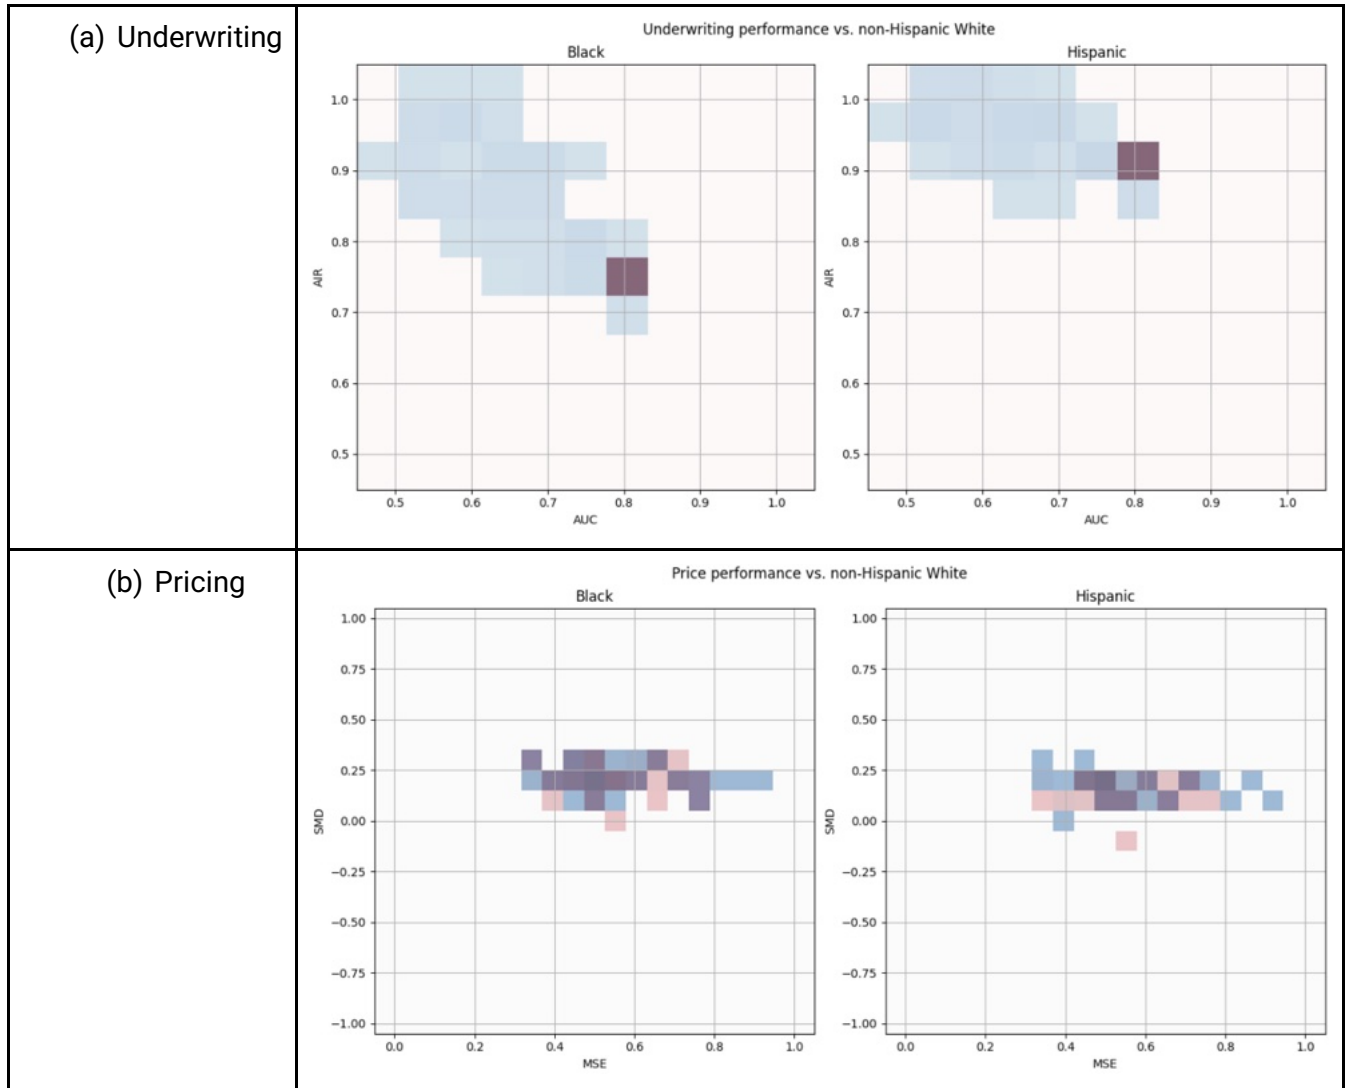 (a) Underwriting
Underwriting performance vs. non-Hispanic White
Black
Hispanic
AIR
1.0
0.9
0.8
0.7
0.6
0.5
0.5 0.6 0.7 0.8 0.9 1.0
AUC
AIR
1.0
0.9
0.8
0.7
0.6
0.5
0.5 0.6 0.7 0.8 0.9 1.0
AUC
(b) Pricing
Price performance vs. non-Hispanic White
Black
Hispanic
SMD
1.00
0.75
0.50
0.25
0.00
−0.25
−0.50
−0.75
−1.00
0.0 0.2 0.4 0.6 0.8 1.0
MSE
SMD
1.00
0.75
0.50
0.25
0.00
−0.25
−0.50
−0.75
−1.00
0.0 0.2 0.4 0.6 0.8 1.0
MSE